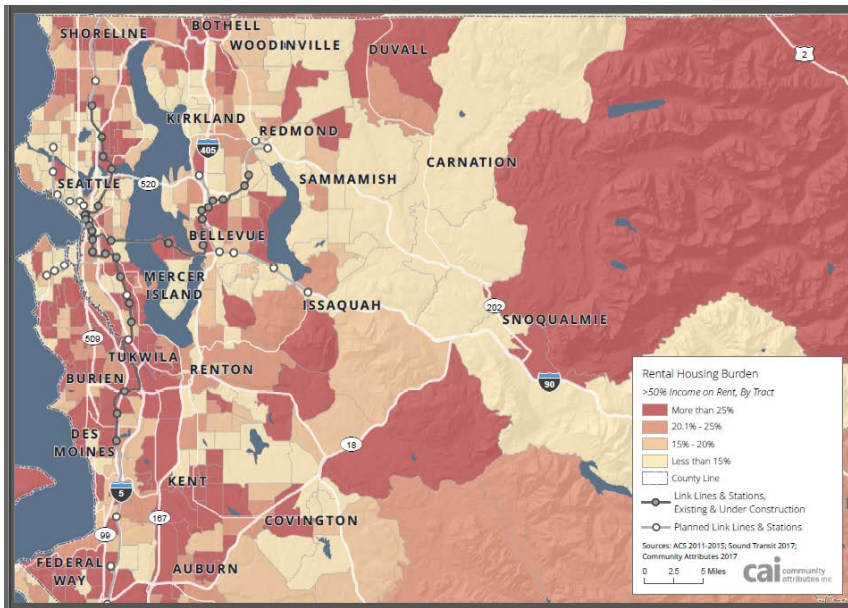 SHORELINE
BOTHELL
WOODINVILLE
DUVALL
2
KIRKLAND
REDMOND
405
CARNATION
SEATTLE
520
SAMMAMISH
BELLEVUE
MERCER
ISLAND
ISSAQUAH
202
SNOQUALMIE
509
TUKWILA
RENTON
BURIEN
90
DES
MOINES
18
KENT
5
167
COVINGTON
99
FEDERAL
WAY
AUBURN
Rental Housing Burden
>50% Income on Rent, By Tract
More than 25%
20.1% - 25%
15% - 20%
Less than 15%
County Line
Link Lines & Stations,
Existing & Under Construction
Planned Link Lines & Stations
Sources: ACS 2011-2015; Sound Transit 2017;
Community Attributes 2017
0 2.5 5 Miles
cai community
attributes inc